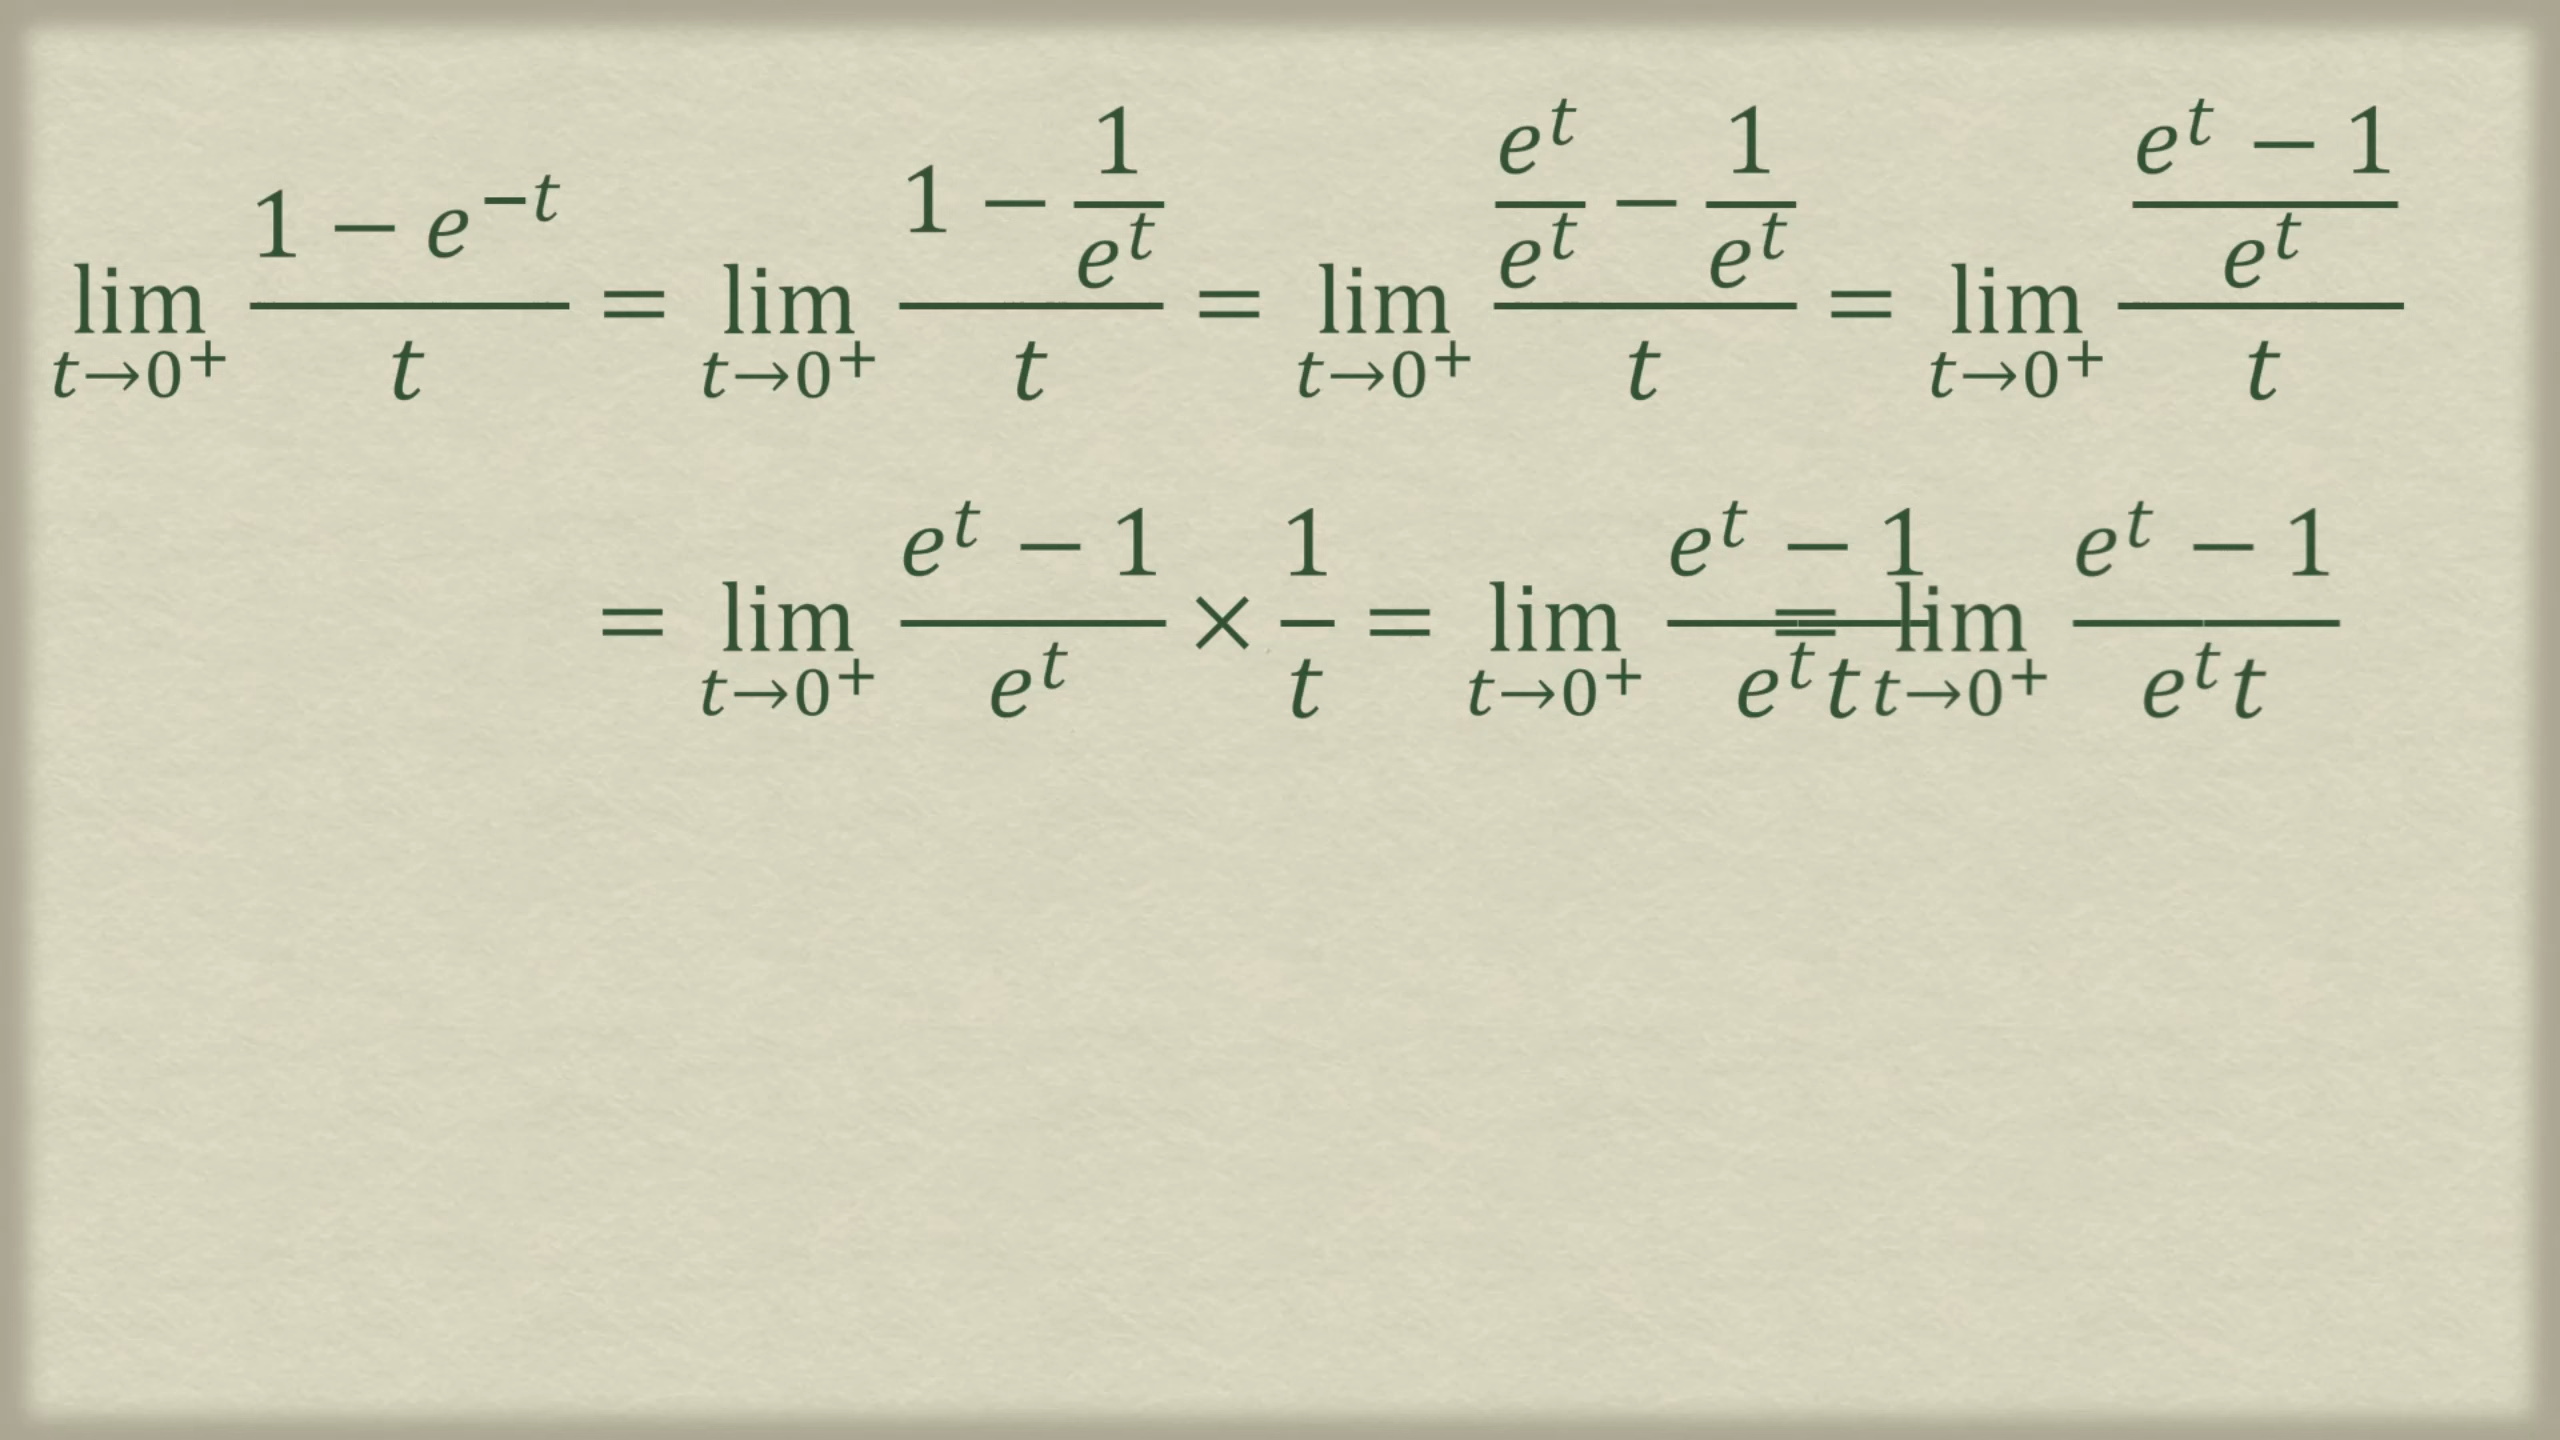 lim_{t→0⁺} (1 − e^{−t})/t = lim_{t→0⁺} (1 − 1/e^t)/t = lim_{t→0⁺} (e^t/e^t − 1/e^t)/t = lim_{t→0⁺} ((e^t − 1)/e^t)/t
= lim_{t→0⁺} (e^t − 1)/e^t × 1/t = lim_{t→0⁺} (e^t − 1)/(e^t t) = lim_{t→0⁺} (e^t − 1)/(e^t t)